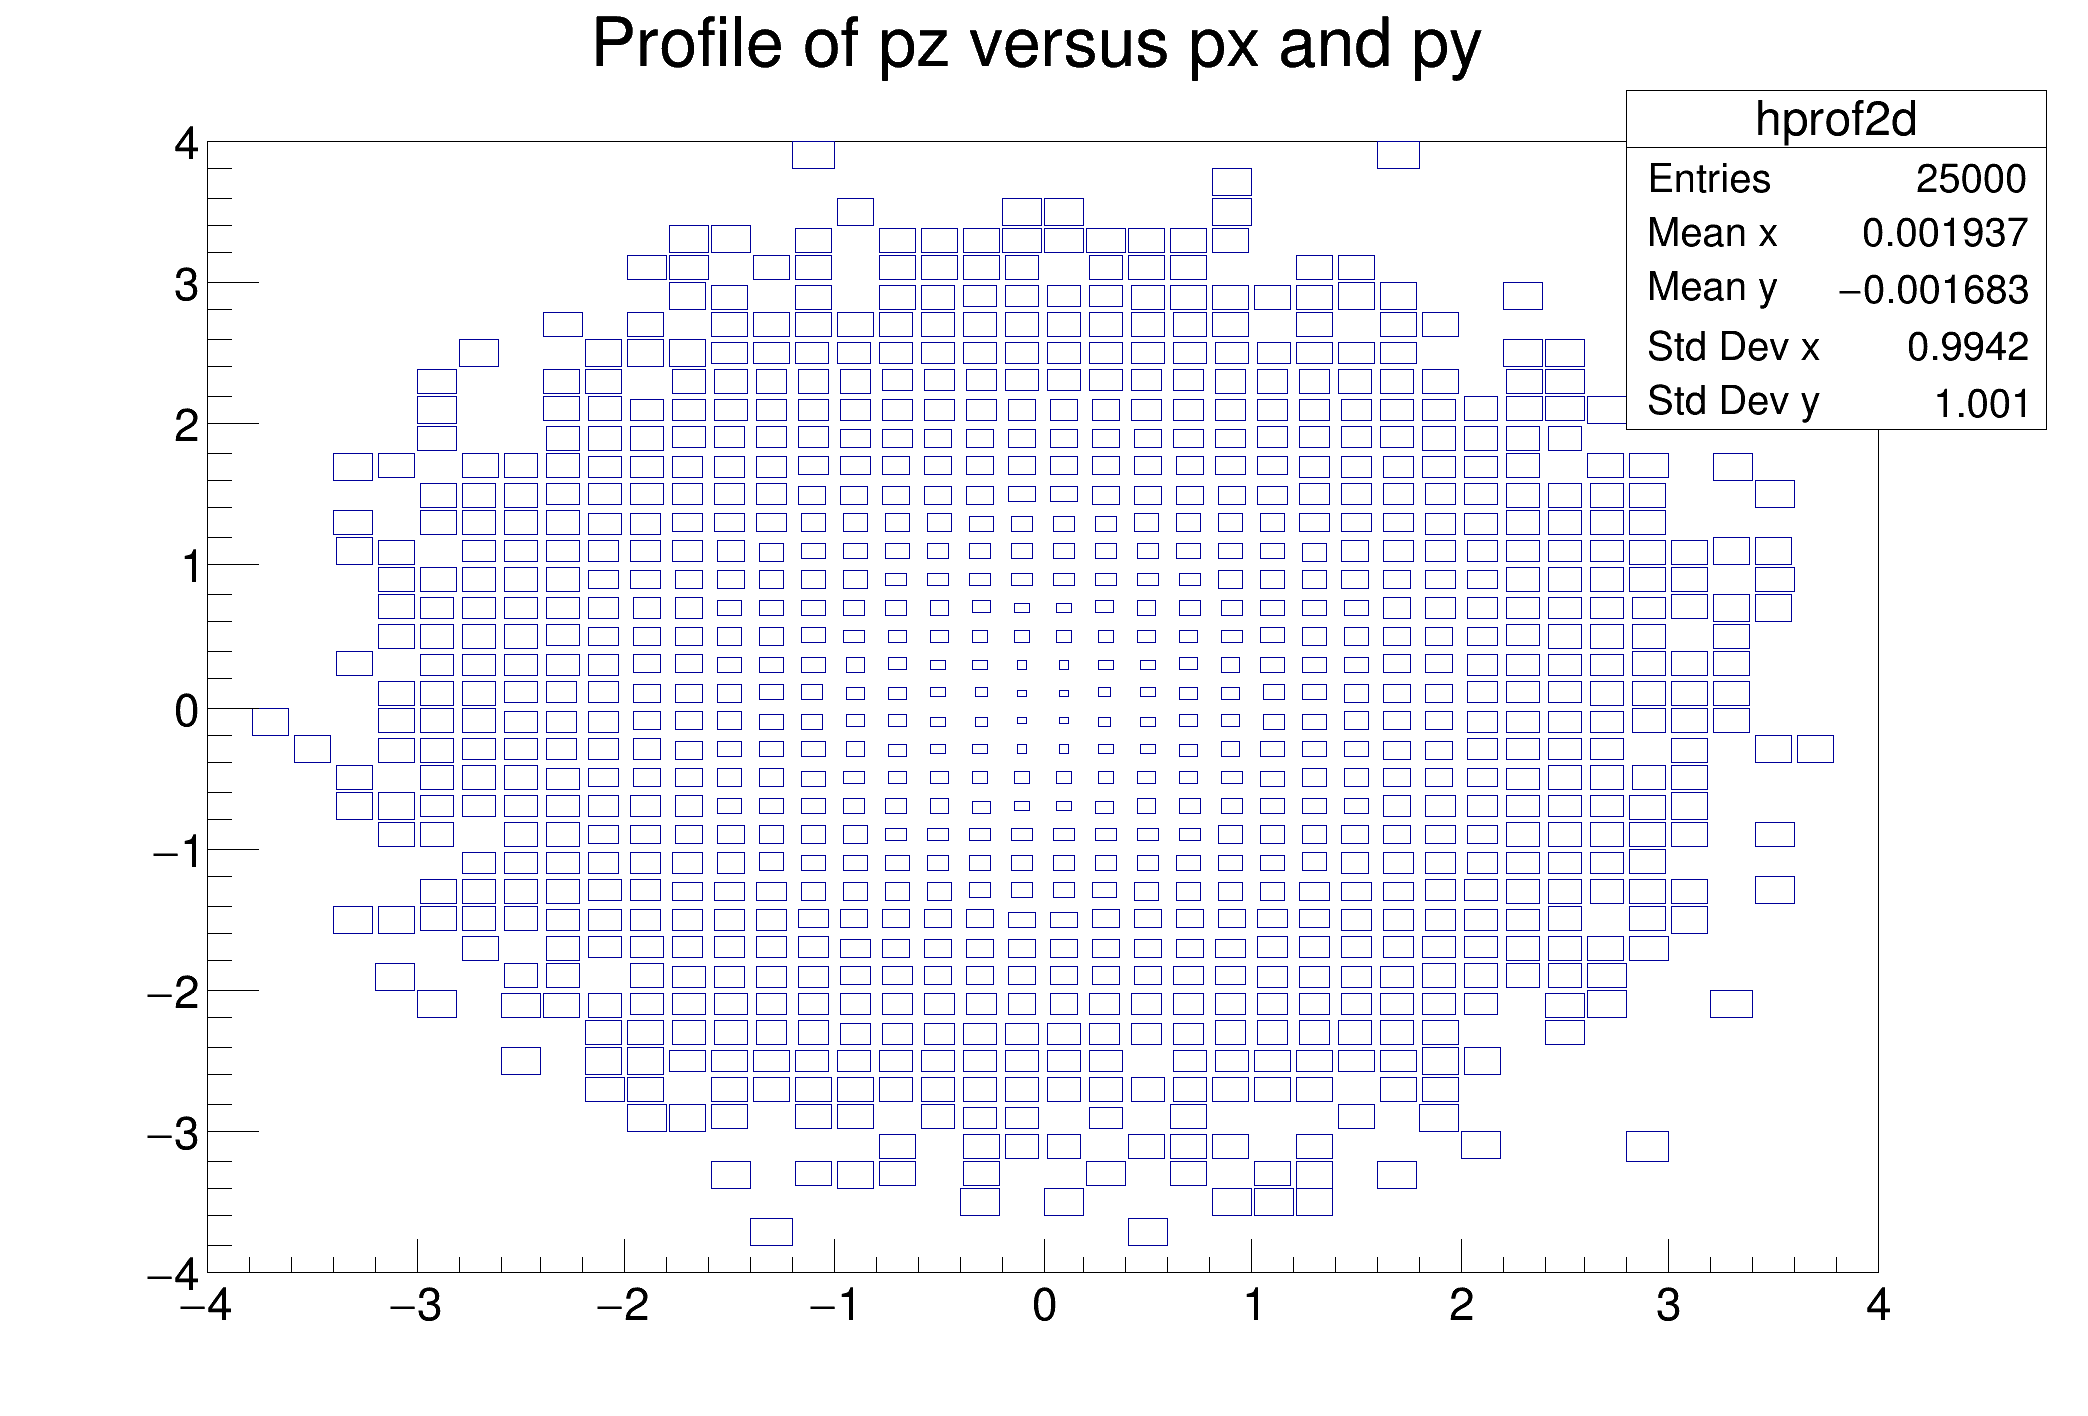 Profile of pz versus px and py
hprof2d
Entries 25000
Mean x 0.001937
Mean y −0.001683
Std Dev x 0.9942
Std Dev y 1.001
4
3
2
1
0
−1
−2
−3
−4
−4 −3 −2 −1 0 1 2 3 4